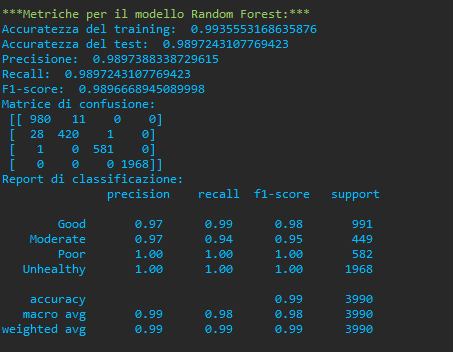 ***Metriche per il modello Random Forest:***
Accuratezza del training:  0.9935553168635876
Accuratezza del test:  0.9897243107769423
Precisione:  0.9897388338729615
Recall:  0.9897243107769423
F1-score:  0.9896668945089998
Matrice di confusione:
[[ 980   11    0    0]
[  28  420    1    0]
[   1    0  581    0]
[   0    0    0 1968]]
Report di classificazione:
precision    recall  f1-score   support
Good       0.97      0.99      0.98       991
Moderate       0.97      0.94      0.95       449
Poor       1.00      1.00      1.00       582
Unhealthy       1.00      1.00      1.00      1968
accuracy                           0.99      3990
macro avg       0.99      0.98      0.98      3990
weighted avg       0.99      0.99      0.99      3990